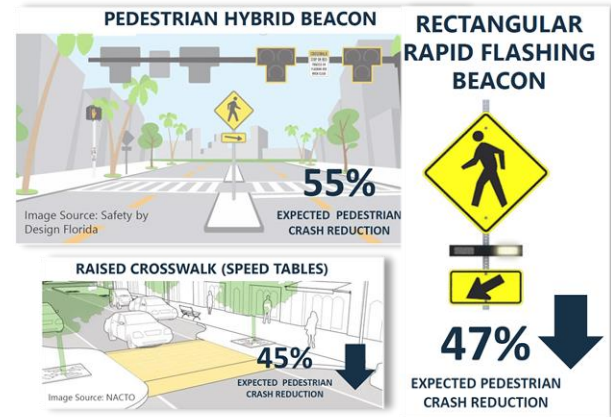 PEDESTRIAN HYBRID BEACON
55%
EXPECTED PEDESTRIAN
CRASH REDUCTION
Image Source: Safety by
Design Florida
RAISED CROSSWALK (SPEED TABLES)
45%
EXPECTED PEDESTRIAN
CRASH REDUCTION
Image Source: NACTO
RECTANGULAR
RAPID FLASHING
BEACON
47%
EXPECTED PEDESTRIAN
CRASH REDUCTION